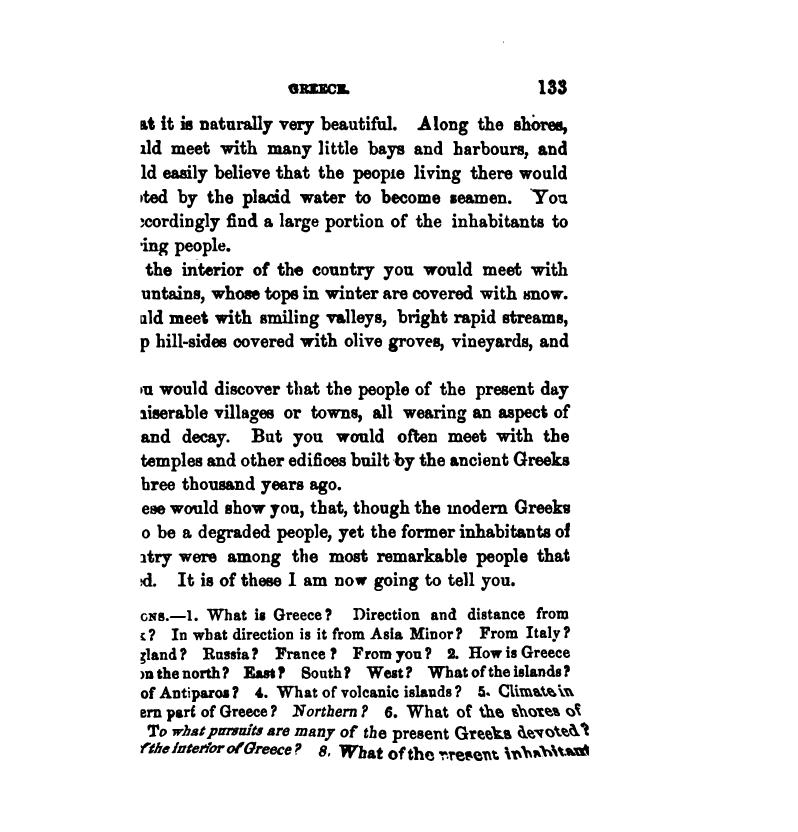 GREECE. 133
at it is naturally very beautiful. Along the shores,
ild meet with many little bays and harbours, and
ld easily believe that the people living there would
ted by the placid water to become seamen. You
ccordingly find a large portion of the inhabitants to
ring people.
the interior of the country you would meet with
untains, whose tops in winter are covered with snow.
uld meet with smiling valleys, bright rapid streams,
p hill-sides covered with olive groves, vineyards, and
u would discover that the people of the present day
niserable villages or towns, all wearing an aspect of
and decay. But you would often meet with the
temples and other edifices built by the ancient Greeks
hree thousand years ago.
ese would show you, that, though the modern Greeks
o be a degraded people, yet the former inhabitants of
ntry were among the most remarkable people that
ed. It is of these I am now going to tell you.
ONS.—1. What is Greece? Direction and distance from
? In what direction is it from Asia Minor? From Italy?
gland? Russia? France? From you? 2. How is Greece
on the north? East? South? West? What of the islands?
of Antiparos? 4. What of volcanic islands? 5. Climate in
ern part of Greece? Northern? 6. What of the shores of
To what pursuits are many of the present Greeks devoted?
f the interior of Greece? 8. What of the present inhabitant